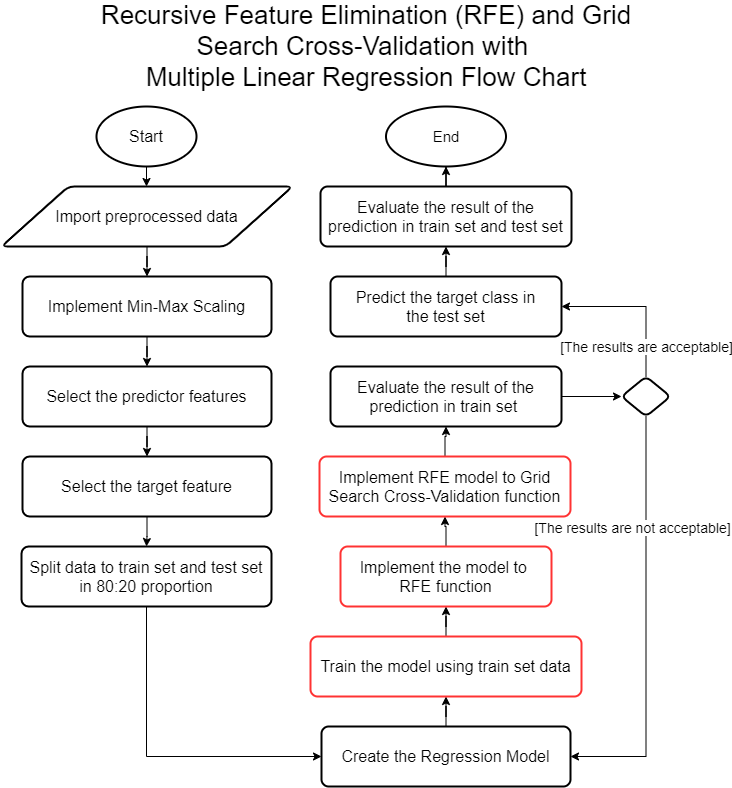 Recursive Feature Elimination (RFE) and Grid
Search Cross-Validation with
Multiple Linear Regression Flow Chart
Start
Import preprocessed data
Implement Min-Max Scaling
Select the predictor features
Select the target feature
Split data to train set and test set
in 80:20 proportion
Create the Regression Model
Train the model using train set data
Implement the model to
RFE function
Implement RFE model to Grid
Search Cross-Validation function
Evaluate the result of the
prediction in train set
[The results are not acceptable]
[The results are acceptable]
Predict the target class in
the test set
Evaluate the result of the
prediction in train set and test set
End